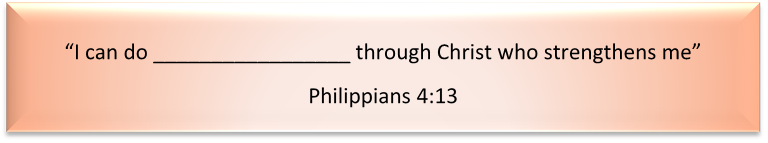 “I can do __________________ through Christ who strengthens me”
Philippians 4:13